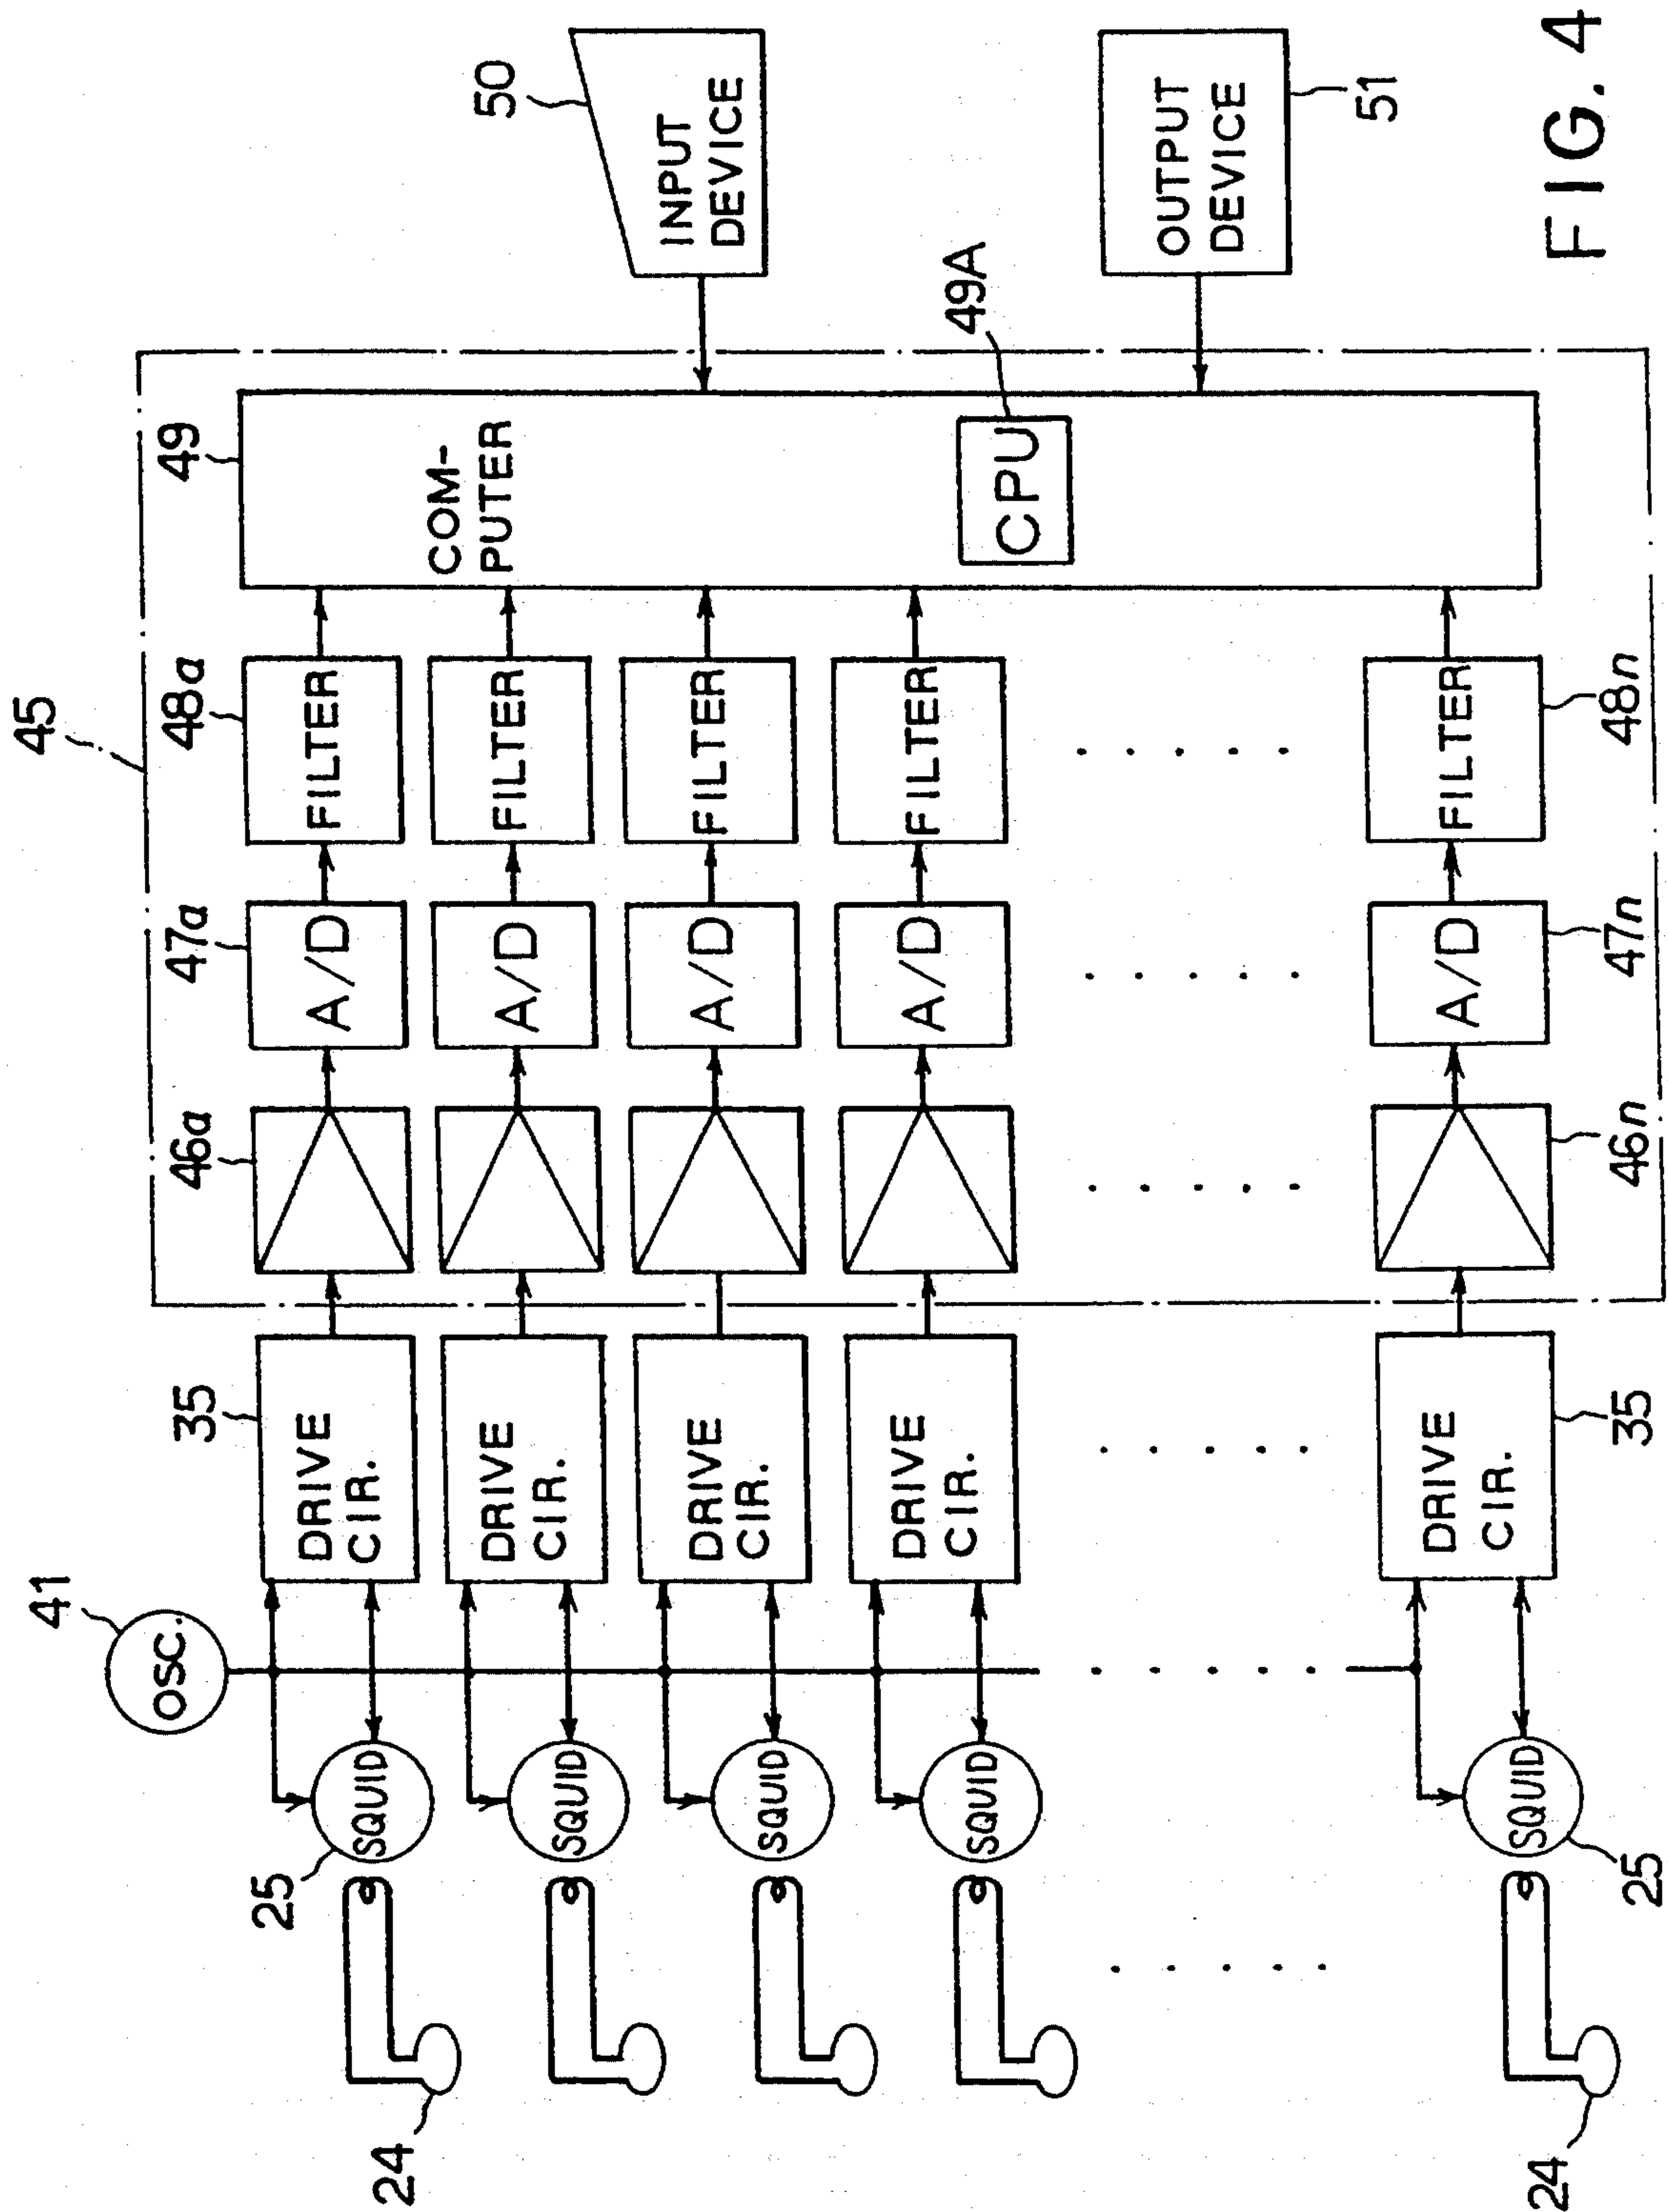 45
41
OSC.
35
46a
47a
48a
49
50
25
SQUID
DRIVE
CIR.
A/D
FILTER
COM-
PUTER
INPUT
DEVICE
24
SQUID
DRIVE
CIR.
A/D
FILTER
SQUID
DRIVE
CIR.
A/D
FILTER
SQUID
DRIVE
CIR.
A/D
FILTER
49A
CPU
OUTPUT
DEVICE
51
SQUID
DRIVE
CIR.
A/D
FILTER
24
25
35
46n
47n
48n
FIG. 4